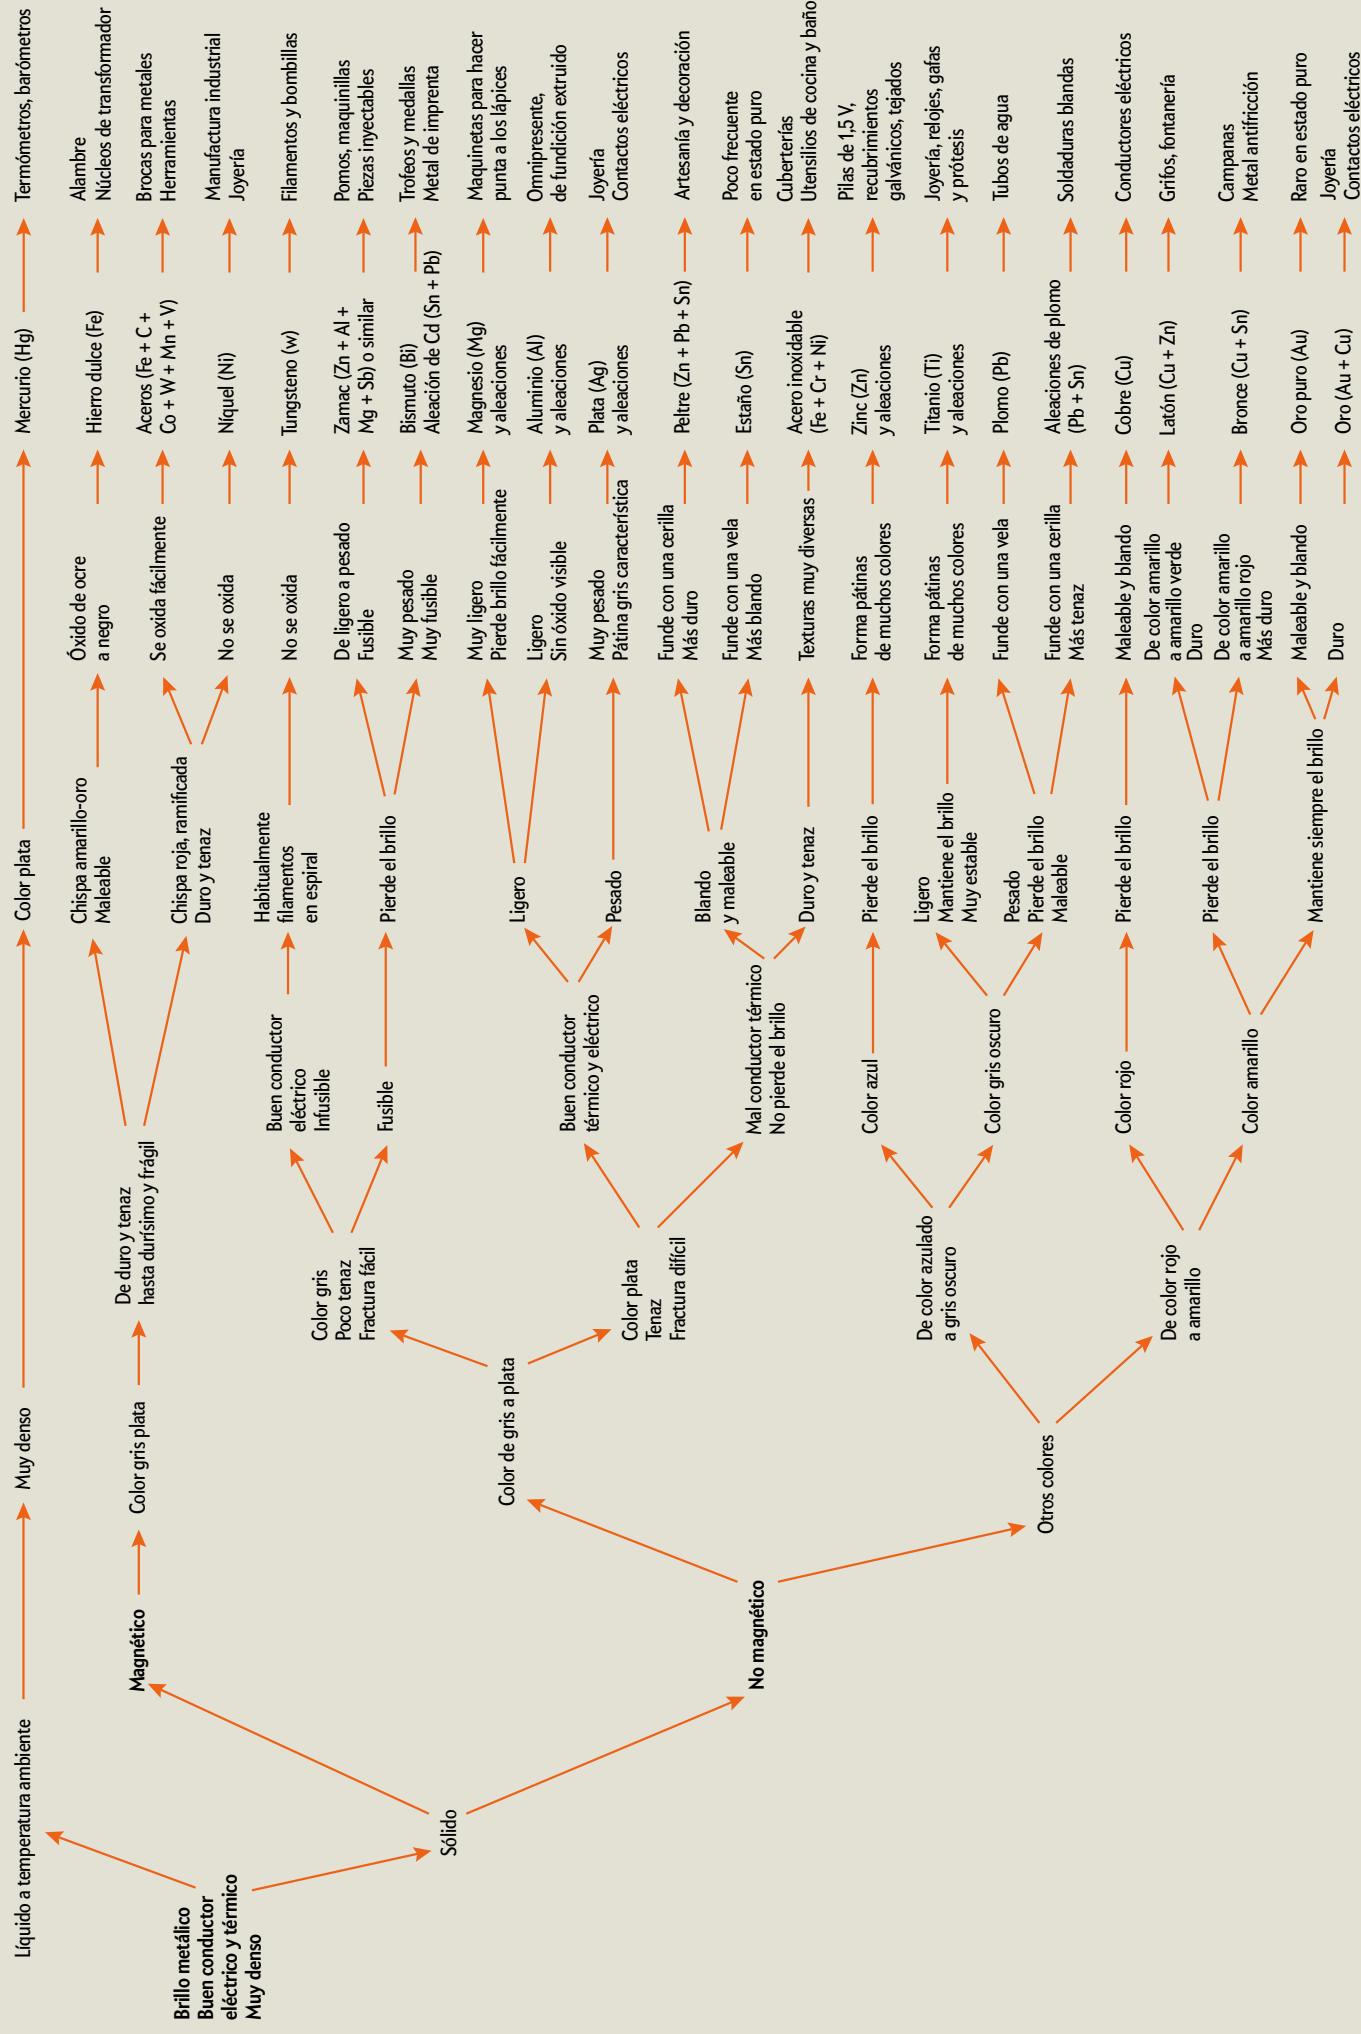 Brillo metálico
Buen conductor
eléctrico y térmico
Muy denso
Líquido a temperatura ambiente
Sólido
Muy denso
Magnético
No magnético
Color gris plata
Color de gris a plata
Otros colores
De duro y tenaz
hasta durísimo y frágil
Color gris
Poco tenaz
Fractura fácil
Color plata
Tenaz
Fractura difícil
De color azulado
a gris oscuro
De color rojo
a amarillo
Buen conductor
eléctrico
Infusible
Fusible
Buen conductor
térmico y eléctrico
Mal conductor térmico
No pierde el brillo
Color azul
Color gris oscuro
Color rojo
Color amarillo
Color plata
Chispa amarillo-oro
Maleable
Chispa roja, ramificada
Duro y tenaz
Habitualmente
filamentos
en espiral
Pierde el brillo
Ligero
Pesado
Blando
y maleable
Duro y tenaz
Pierde el brillo
Ligero
Mantiene el brillo
Muy estable
Pesado
Pierde el brillo
Maleable
Pierde el brillo
Pierde el brillo
Mantiene siempre el brillo
Óxido de ocre
a negro
Se oxida fácilmente
No se oxida
No se oxida
De ligero a pesado
Fusible
Muy pesado
Muy fusible
Muy ligero
Pierde brillo fácilmente
Ligero
Sin óxido visible
Muy pesado
Pátina gris característica
Funde con una cerilla
Más duro
Funde con una vela
Más blando
Texturas muy diversas
Forma pátinas
de muchos colores
Forma pátinas
de muchos colores
Funde con una vela
Funde con una cerilla
Más tenaz
Maleable y blando
De color amarillo
a amarillo verde
Duro
De color amarillo
a amarillo rojo
Más duro
Maleable y blando
Duro
Mercurio (Hg)
Hierro dulce (Fe)
Aceros (Fe + C +
Co + W + Mn + V)
Níquel (Ni)
Tungsteno (w)
Zamac (Zn + Al +
Mg + Sb) o similar
Bismuto (Bi)
Aleación de Cd (Sn + Pb)
Magnesio (Mg)
y aleaciones
Aluminio (Al)
y aleaciones
Plata (Ag)
y aleaciones
Peltre (Zn + Pb + Sn)
Estaño (Sn)
Acero inoxidable
(Fe + Cr + Ni)
Zinc (Zn)
y aleaciones
Titanio (Ti)
y aleaciones
Plomo (Pb)
Aleaciones de plomo
(Pb + Sn)
Cobre (Cu)
Latón (Cu + Zn)
Bronce (Cu + Sn)
Oro puro (Au)
Oro (Au + Cu)
Termómetros, barómetros
Alambre
Núcleos de transformador
Brocas para metales
Herramientas
Manufactura industrial
Joyería
Filamentos y bombillas
Pomos, maquinillas
Piezas inyectables
Trofeos y medallas
Metal de imprenta
Maquinetas para hacer
punta a los lápices
Omnipresente,
de fundición extruido
Joyería
Contactos eléctricos
Artesanía y decoración
Poco frecuente
en estado puro
Cuberterías
Utensilios de cocina y baño
Pilas de 1,5 V,
recubrimientos
galvánicos, tejados
Joyería, relojes, gafas
y prótesis
Tubos de agua
Soldaduras blandas
Conductores eléctricos
Grifos, fontanería
Campanas
Metal antifricción
Raro en estado puro
Joyería
Contactos eléctricos